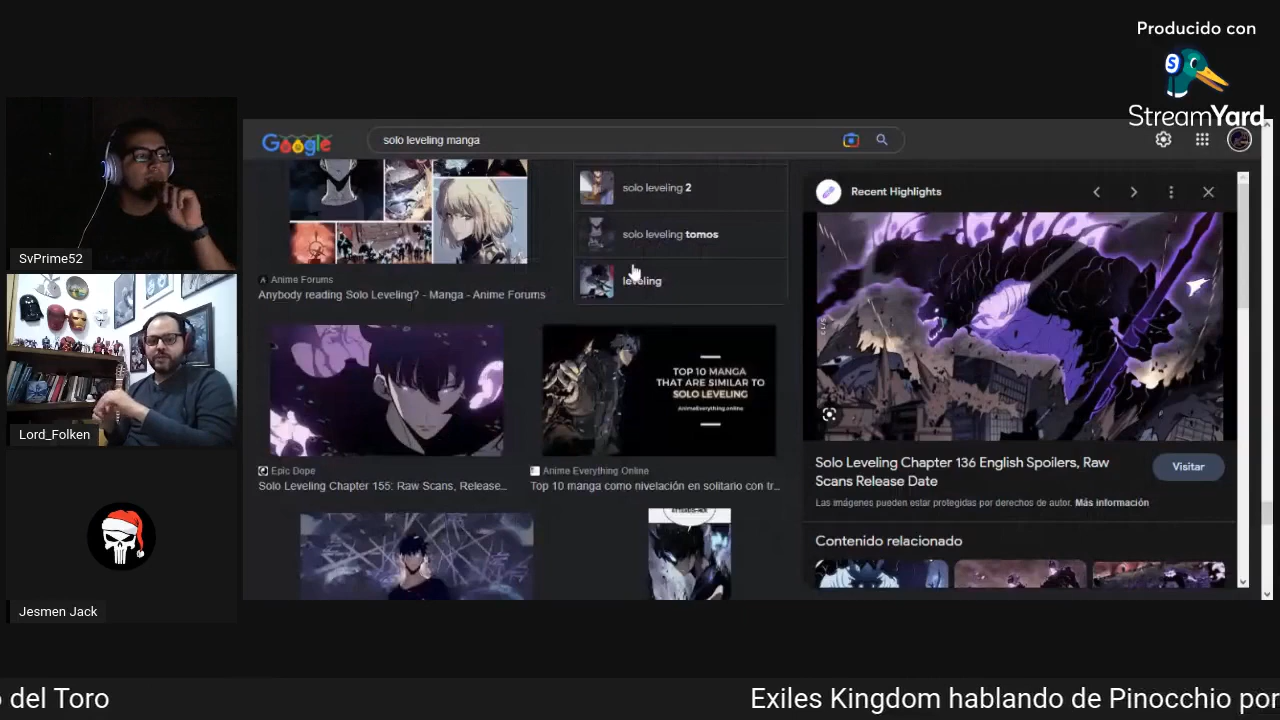 Producido con
StreamYard
SvPrime52
Lord_Folken
Jesmen Jack
Google
solo leveling manga
solo leveling 2
solo leveling tomos
leveling
Anime Forums
Anybody reading Solo Leveling? - Manga - Anime Forums
Epic Dope
Solo Leveling Chapter 155: Raw Scans, Release...
TOP 10 MANGA
THAT ARE SIMILAR TO
SOLO LEVELING
AnimeEverything.online
Anime Everything Online
Top 10 manga como nivelación en solitario con tr...
Recent Highlights
Solo Leveling Chapter 136 English Spoilers, Raw
Scans Release Date
Visitar
Las imágenes pueden estar protegidas por derechos de autor. Más información
Contenido relacionado
o del Toro
Exiles Kingdom hablando de Pinocchio por